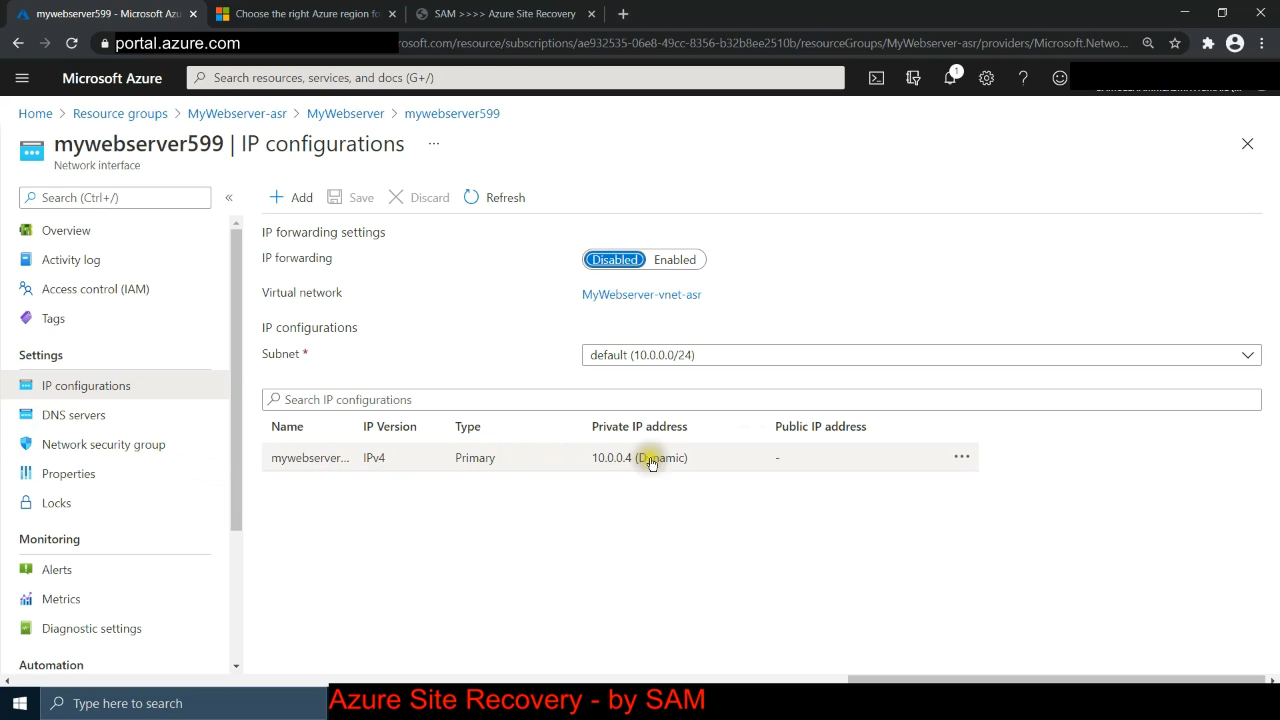 mywebserver599 - Microsoft Azu
Choose the right Azure region fo
SAM >>>> Azure Site Recovery
portal.azure.com
rosoft.com/resource/subscriptions/ae932535-06e8-49cc-8356-b32b8ee2510b/resourceGroups/MyWebserver-asr/providers/Microsoft.Netwo...
Microsoft Azure
Search resources, services, and docs (G+/)
1
Home > Resource groups > MyWebserver-asr > MyWebserver > mywebserver599
mywebserver599 | IP configurations ...
Network interface
Search (Ctrl+/)
«
Add
Save
Discard
Refresh
Overview
Activity log
Access control (IAM)
Tags
Settings
IP configurations
DNS servers
Network security group
Properties
Locks
Monitoring
Alerts
Metrics
Diagnostic settings
Automation
IP forwarding settings
IP forwarding
Disabled Enabled
Virtual network
MyWebserver-vnet-asr
IP configurations
Subnet *
default (10.0.0.0/24)
Search IP configurations
Name IP Version Type Private IP address Public IP address
mywebserver... IPv4 Primary 10.0.0.4 (Dynamic) - ...
Type here to search
Azure Site Recovery - by SAM